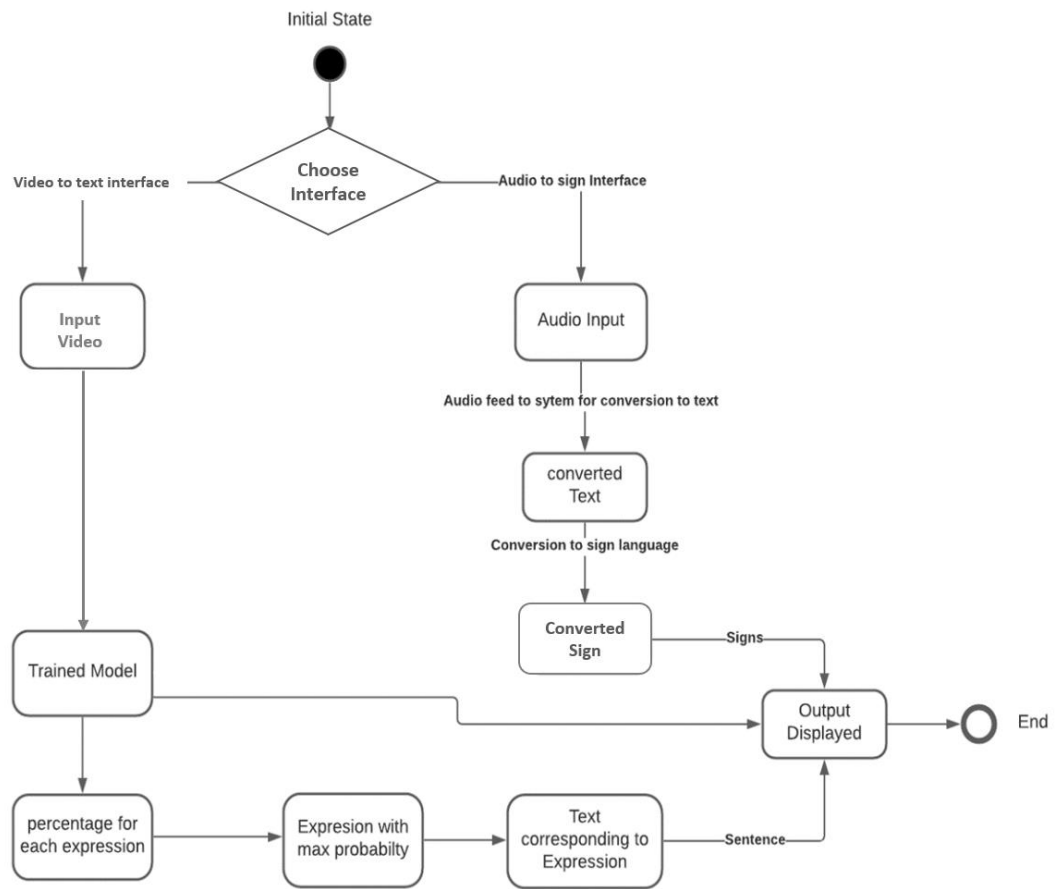 Initial State
Choose
Interface
Video to text interface
Audio to sign Interface
Input
Video
Audio Input
Audio feed to sytem for conversion to text
converted
Text
Conversion to sign language
Converted
Sign
Signs
Trained Model
Output
Displayed
End
percentage for
each expression
Expresion with
max probabilty
Text
corresponding to
Expression
Sentence